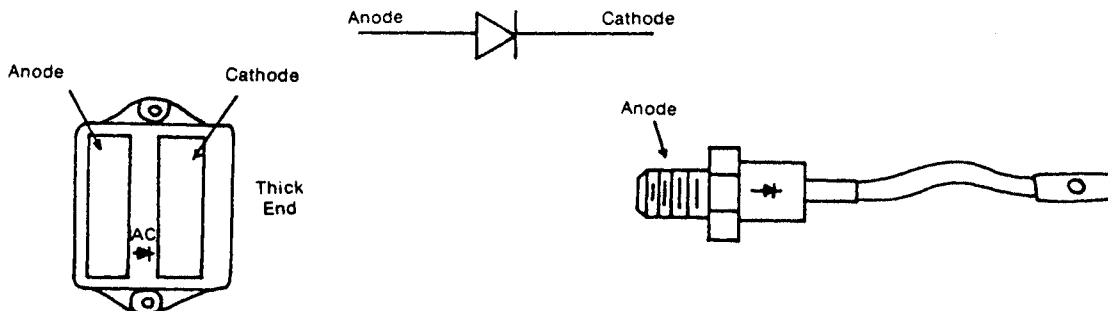 Anode
Cathode
Anode
Cathode
Anode
Thick
End
AC